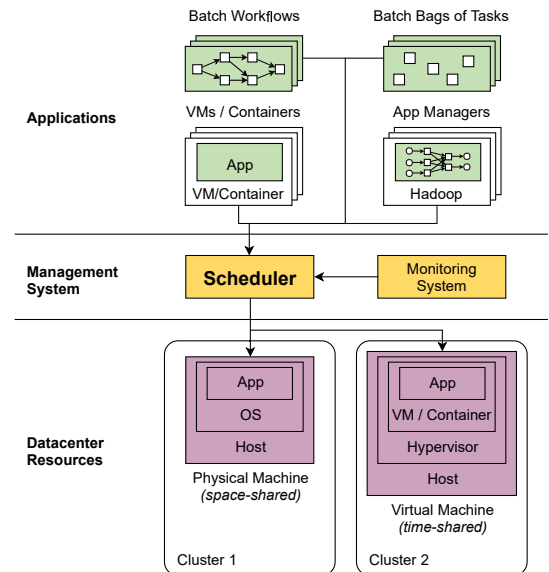 Batch Workflows
Batch Bags of Tasks
Applications
VMs / Containers
App Managers
App
VM/Container
Hadoop
Management
System
Scheduler
Monitoring
System
Datacenter
Resources
App
OS
Host
Physical Machine
(space-shared)
Cluster 1
App
VM / Container
Hypervisor
Host
Virtual Machine
(time-shared)
Cluster 2